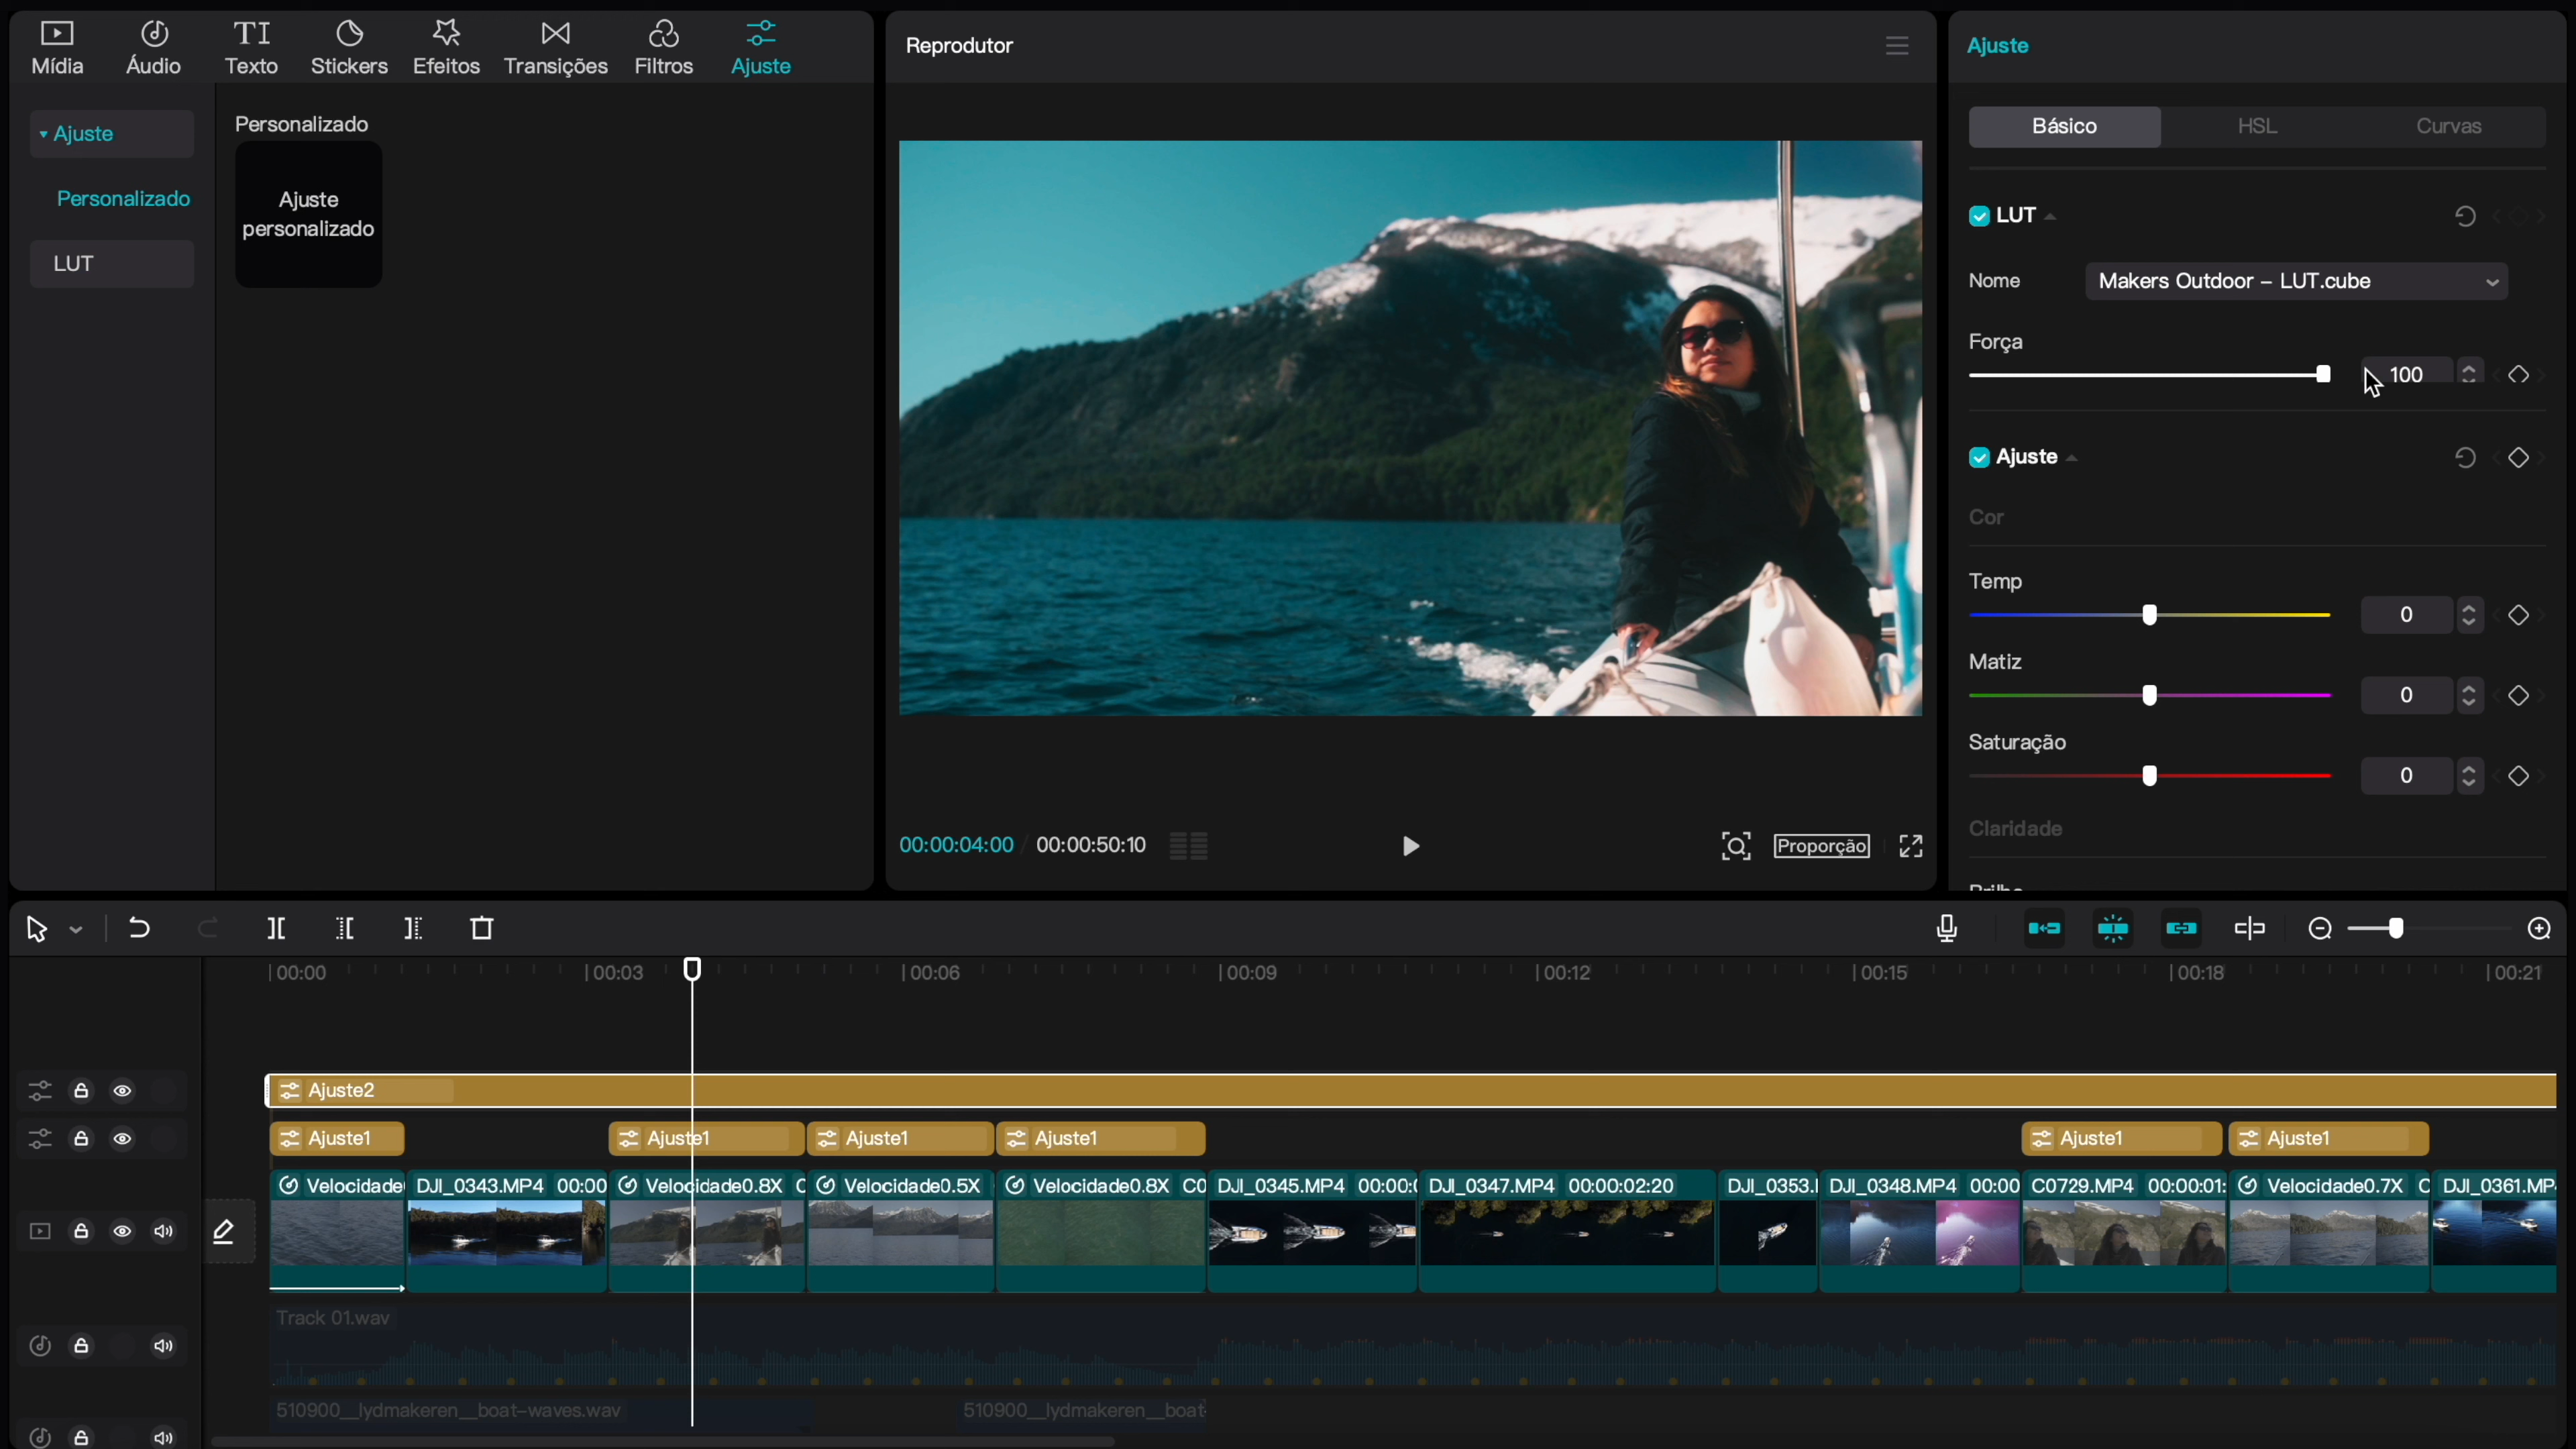 Mídia Áudio Texto Stickers Efeitos Transições Filtros Ajuste
Ajuste
Personalizado
LUT
Personalizado
Ajuste
personalizado
Reprodutor
00:00:04:00 / 00:00:50:10
Proporção
Ajuste
Básico HSL Curvas
LUT
Nome Makers Outdoor – LUT.cube
Força
100
Ajuste
Cor
Temp
0
Matiz
0
Saturação
0
Claridade
Brilho
00:00 00:03 00:06 00:09 00:12 00:15 00:18 00:21
Ajuste2
Ajuste1 Ajuste1 Ajuste1 Ajuste1 Ajuste1 Ajuste1
Velocidade DJI_0343.MP4 00:00 Velocidade0.8X C Velocidade0.5X Velocidade0.8X C0 DJI_0345.MP4 00:00:0 DJI_0347.MP4 00:00:02:20 DJI_0353.I DJI_0348.MP4 00:00 C0729.MP4 00:00:01: Velocidade0.7X C DJI_0361.MP
Track 01.wav
510900__lydmakeren__boat-waves.wav 510900__lydmakeren__boat-